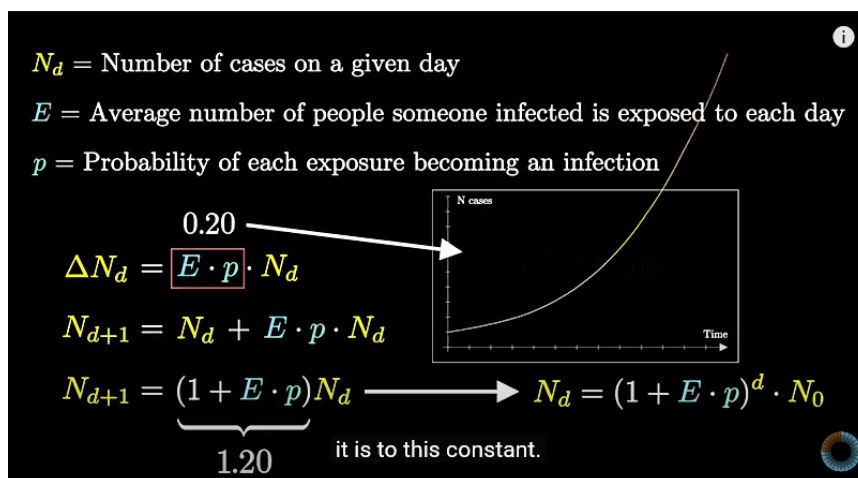 i
N_d = Number of cases on a given day
E = Average number of people someone infected is exposed to each day
p = Probability of each exposure becoming an infection
N cases
0.20
ΔN_d = E · p · N_d
N_{d+1} = N_d + E · p · N_d
Time
N_{d+1} = (1 + E · p)N_d → N_d = (1 + E · p)^d · N_0
1.20
it is to this constant.